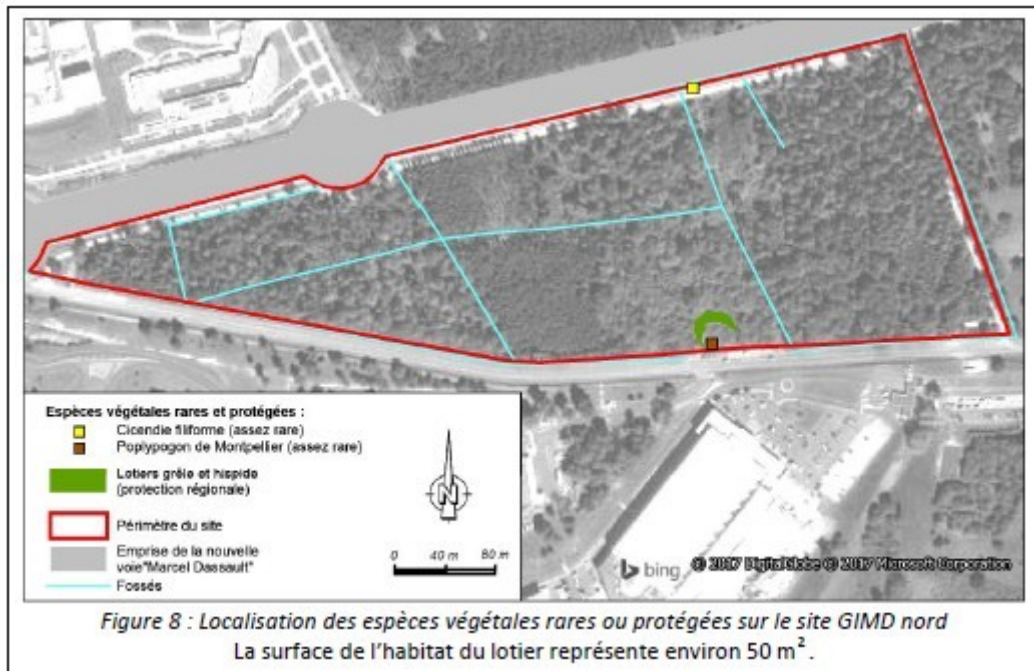 Espèces végétales rares et protégées :
Cicendie filiforme (assez rare)
Poplypogon de Montpellier (assez rare)
Lotiers grêle et hispide
(protection régionale)
Périmètre du site
Emprise de la nouvelle
voie"Marcel Dassault"
Fossés
N
0 40 m 80 m
bing
© 2017 DigitalGlobe © 2017 Microsoft Corporation
Figure 8 : Localisation des espèces végétales rares ou protégées sur le site GIMD nord
La surface de l'habitat du lotier représente environ 50 m².